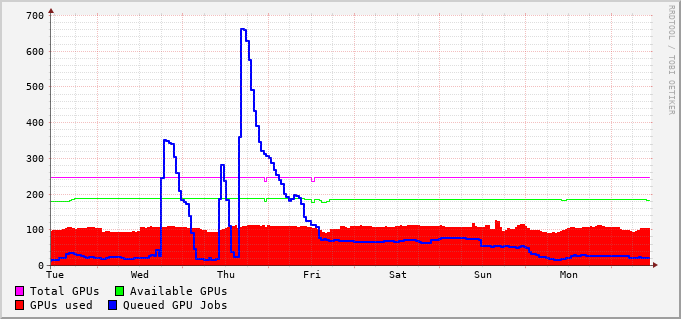 700
600
500
400
300
200
100
0
Tue Wed Thu Fri Sat Sun Mon
Total GPUs Available GPUs
GPUs used Queued GPU Jobs
RRDTOOL / TOBI OETIKER